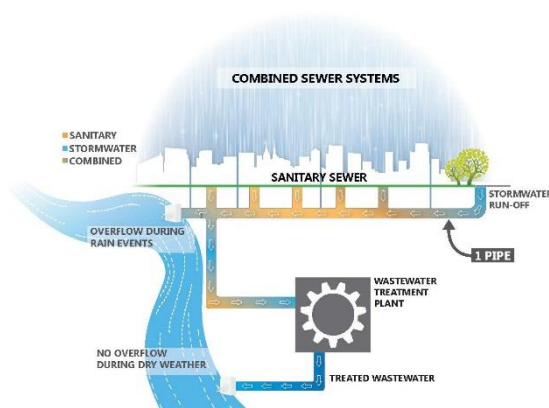 COMBINED SEWER SYSTEMS
SANITARY
STORMWATER
COMBINED
SANITARY SEWER
STORMWATER
RUN-OFF
OVERFLOW DURING
RAIN EVENTS
1 PIPE
WASTEWATER
TREATMENT
PLANT
NO OVERFLOW
DURING DRY WEATHER
TREATED WASTEWATER